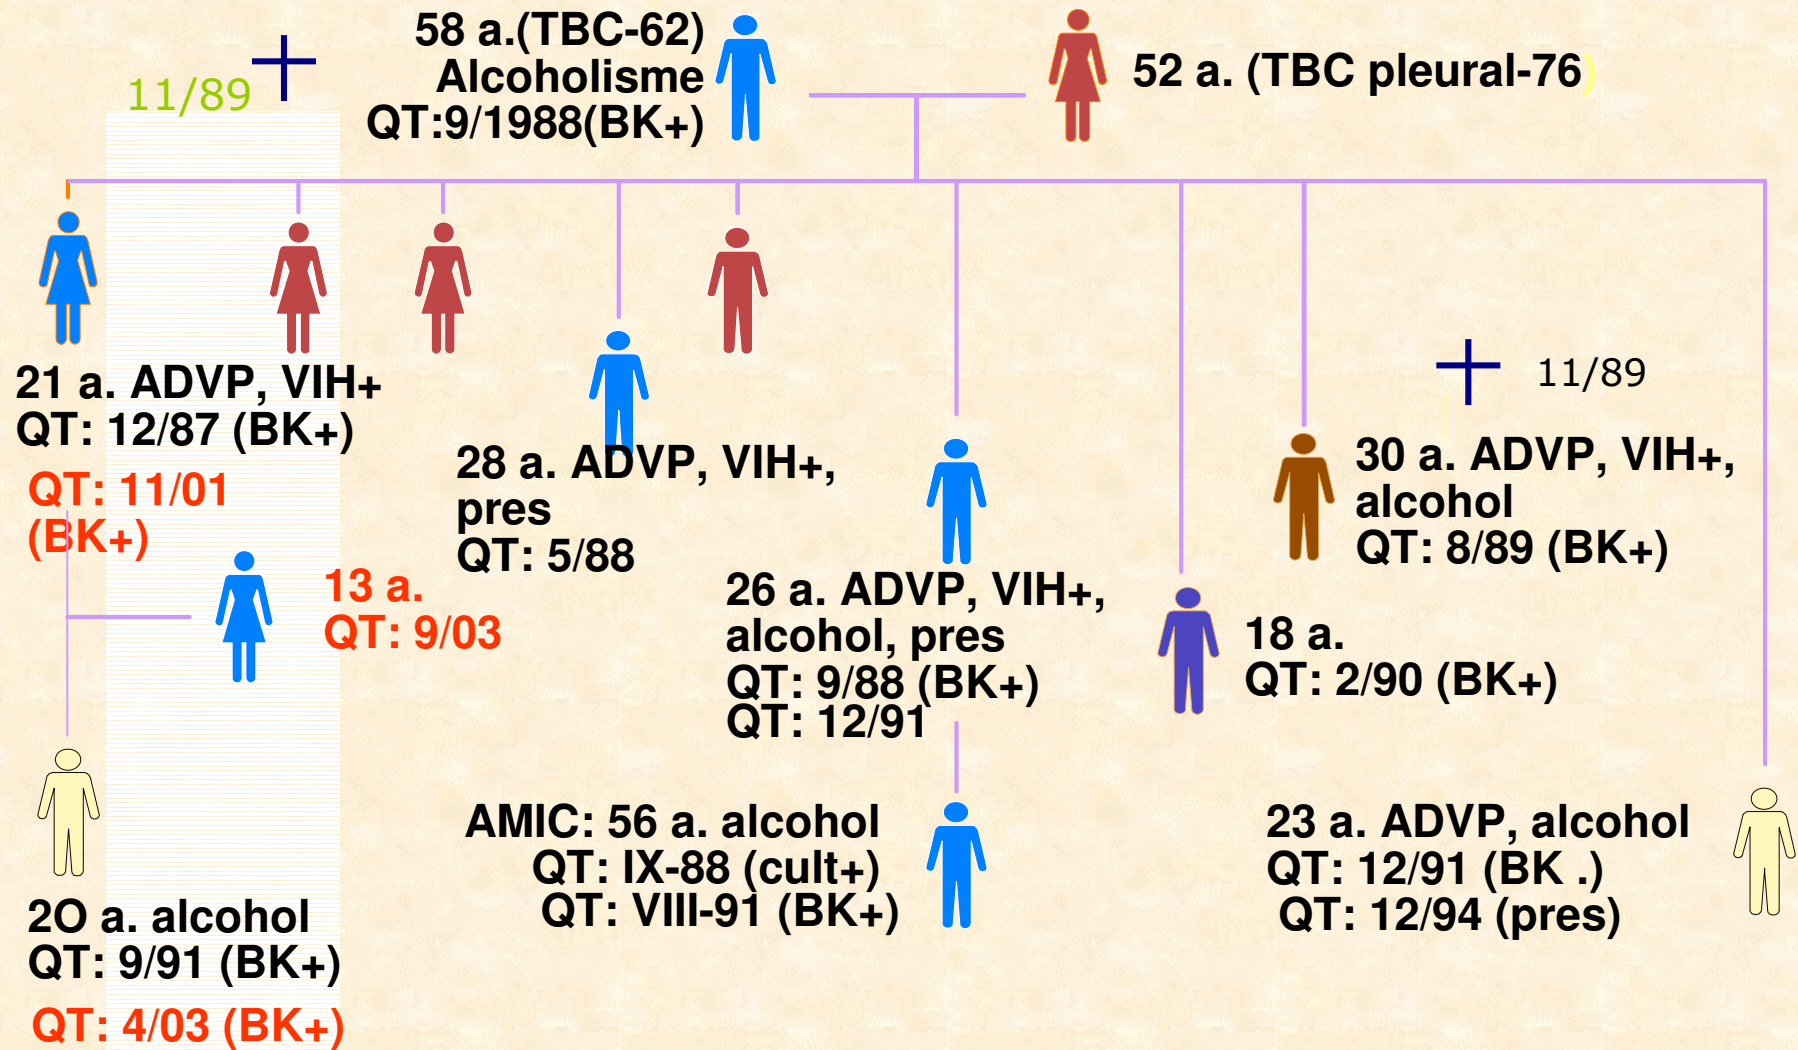 58 a.(TBC-62)
Alcoholisme
QT:9/1988(BK+)
11/89
52 a. (TBC pleural-76)
21 a. ADVP, VIH+
QT: 12/87 (BK+)
QT: 11/01
(BK+)
13 a.
QT: 9/03
28 a. ADVP, VIH+,
pres
QT: 5/88
26 a. ADVP, VIH+,
alcohol, pres
QT: 9/88 (BK+)
QT: 12/91
11/89
30 a. ADVP, VIH+,
alcohol
QT: 8/89 (BK+)
18 a.
QT: 2/90 (BK+)
2O a. alcohol
QT: 9/91 (BK+)
QT: 4/03 (BK+)
AMIC: 56 a. alcohol
QT: IX-88 (cult+)
QT: VIII-91 (BK+)
23 a. ADVP, alcohol
QT: 12/91 (BK .)
QT: 12/94 (pres)